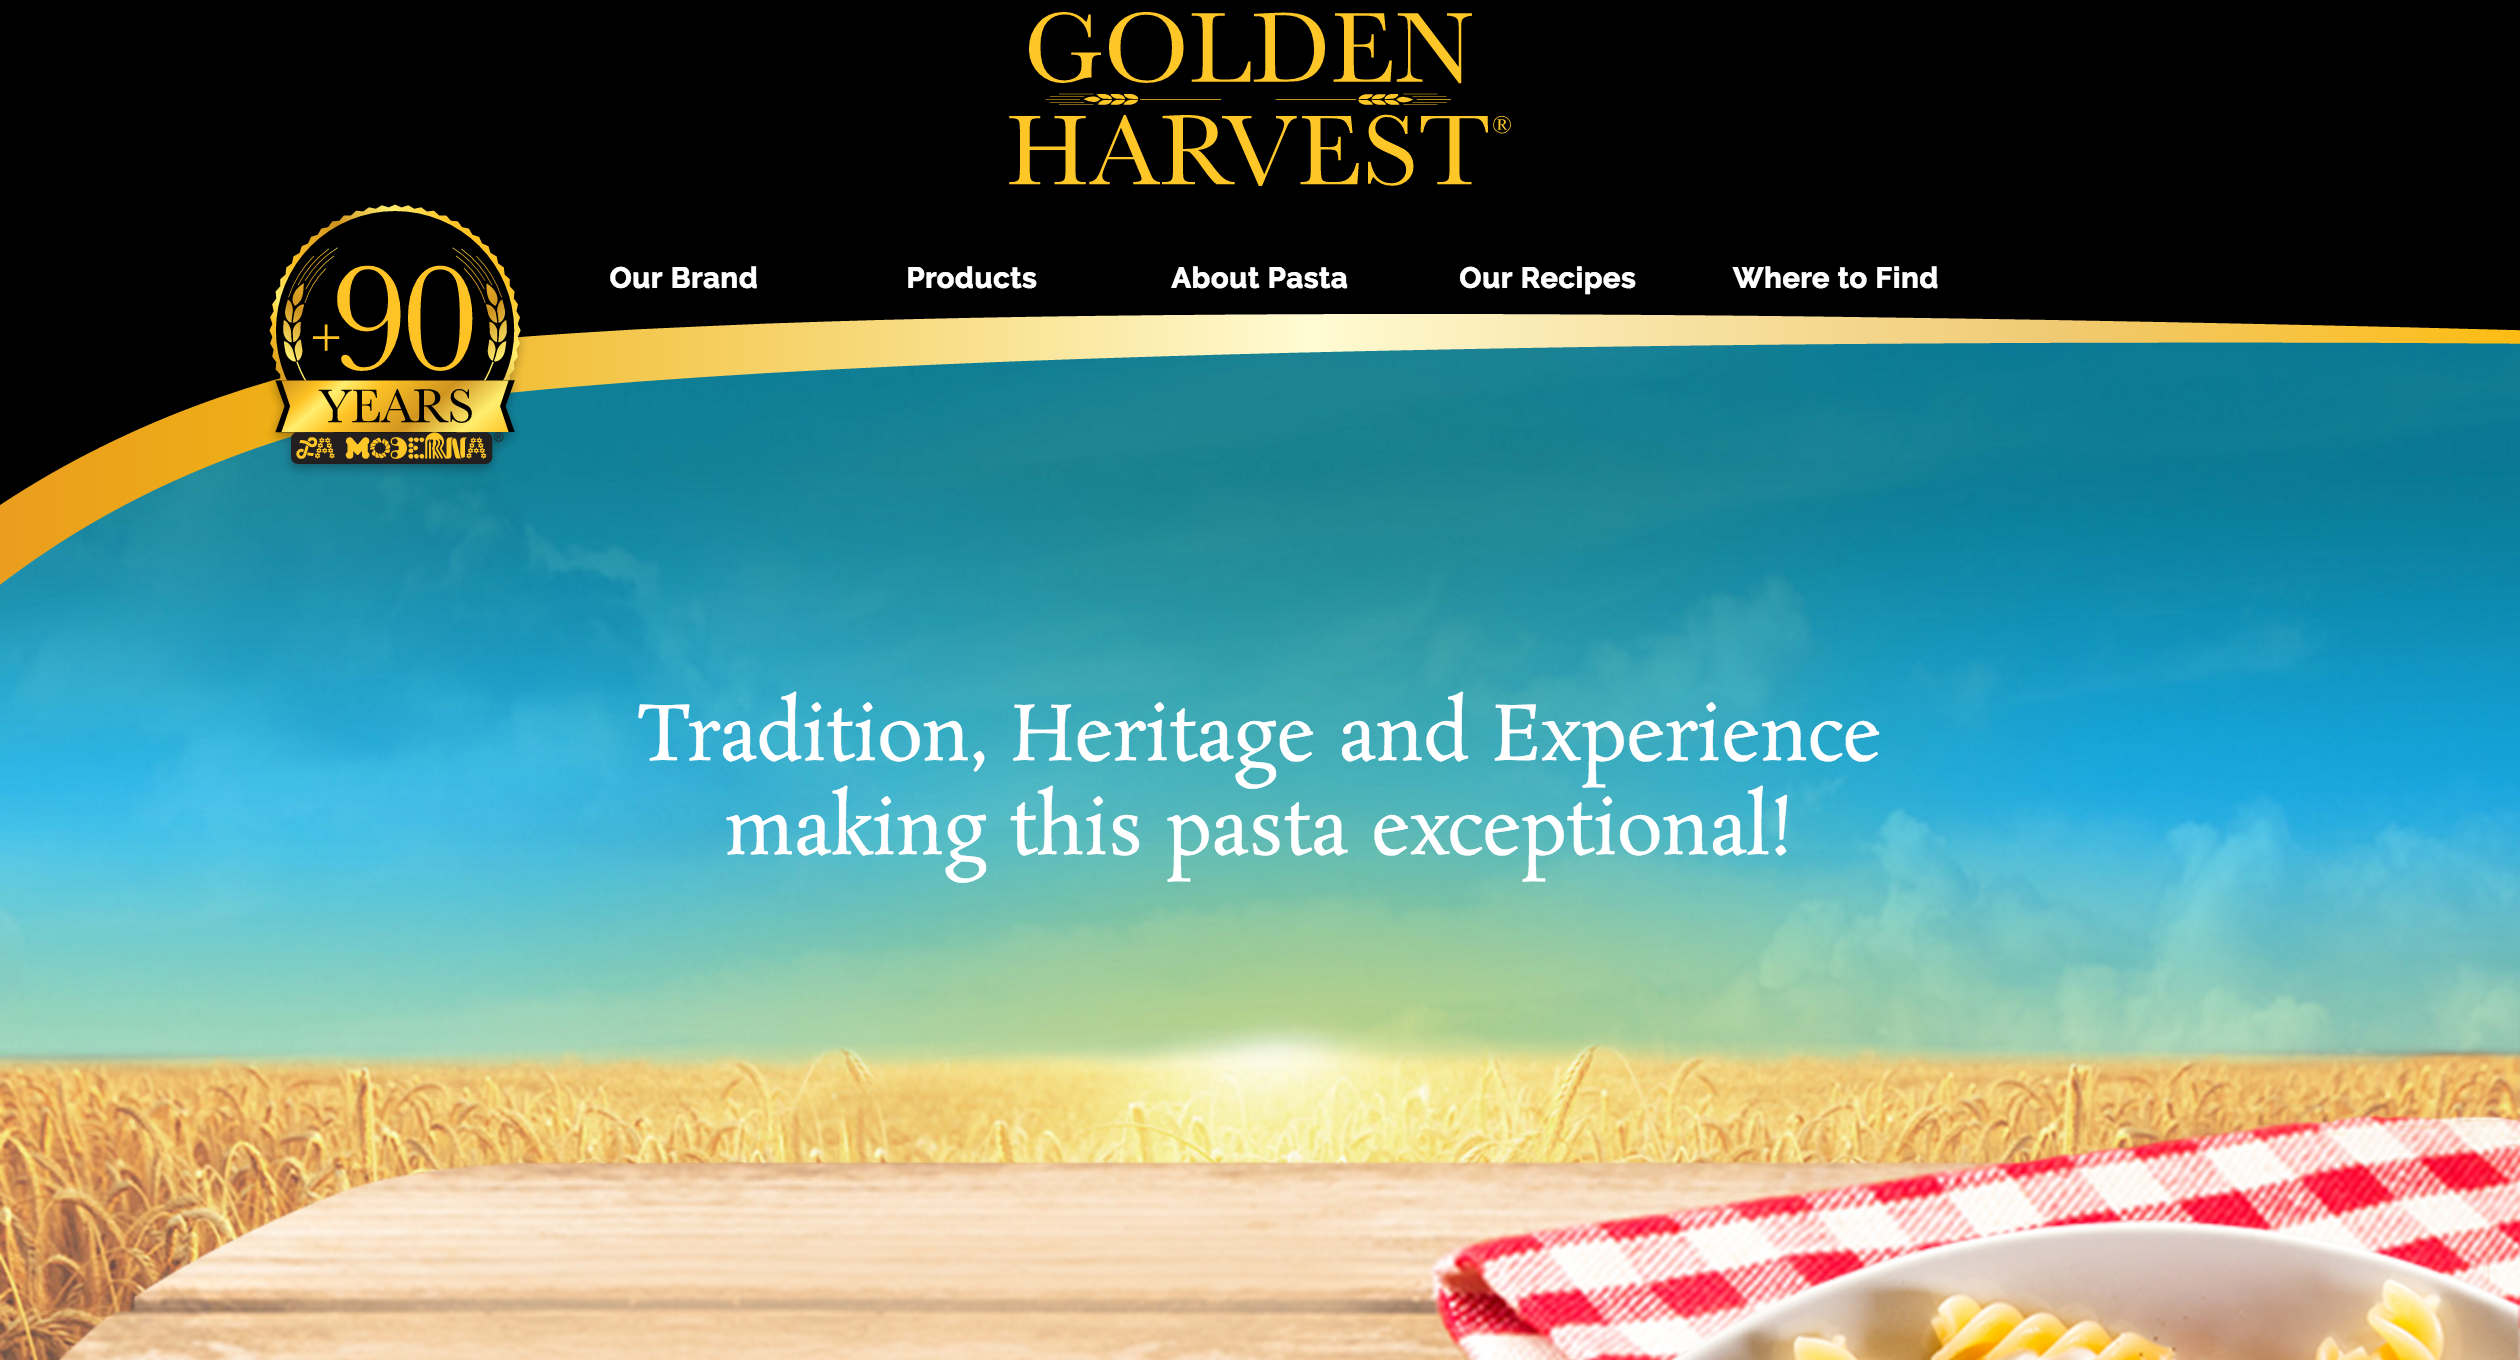 GOLDEN
HARVEST®
+90
YEARS
LA MODERNA®
Our Brand
Products
About Pasta
Our Recipes
Where to Find
Tradition, Heritage and Experience
making this pasta exceptional!